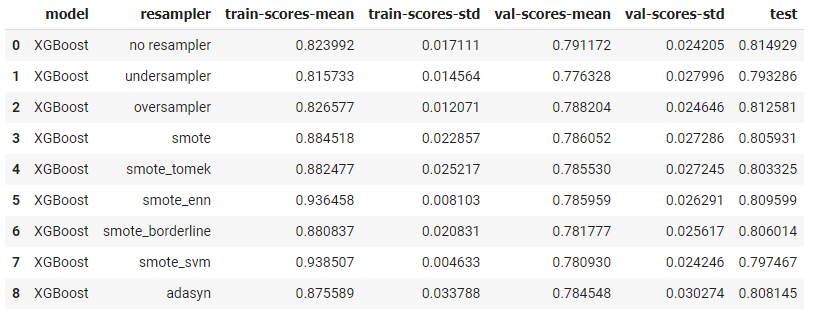 model resampler train-scores-mean train-scores-std val-scores-mean val-scores-std test
0 XGBoost no resampler 0.823992 0.017111 0.791172 0.024205 0.814929
1 XGBoost undersampler 0.815733 0.014564 0.776328 0.027996 0.793286
2 XGBoost oversampler 0.826577 0.012071 0.788204 0.024646 0.812581
3 XGBoost smote 0.884518 0.022857 0.786052 0.027286 0.805931
4 XGBoost smote_tomek 0.882477 0.025217 0.785530 0.027245 0.803325
5 XGBoost smote_enn 0.936458 0.008103 0.785959 0.026291 0.809599
6 XGBoost smote_borderline 0.880837 0.020831 0.781777 0.025617 0.806014
7 XGBoost smote_svm 0.938507 0.004633 0.780930 0.024246 0.797467
8 XGBoost adasyn 0.875589 0.033788 0.784548 0.030274 0.808145